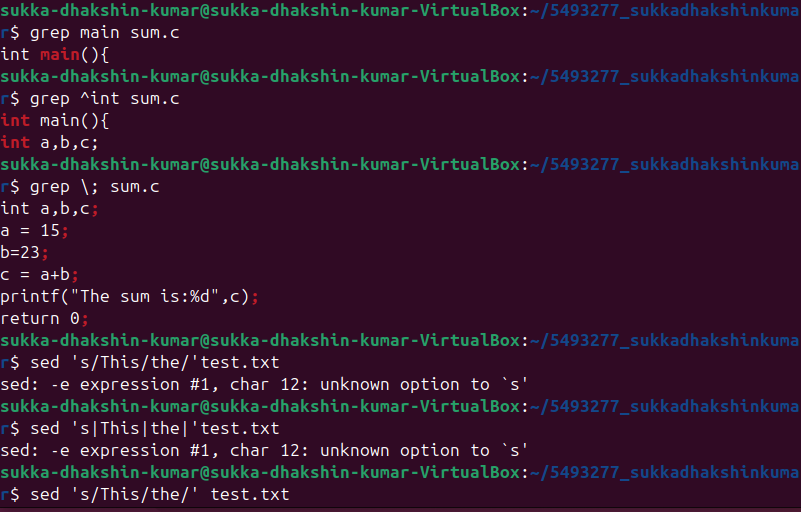 sukka-dhakshin-kumar@sukka-dhakshin-kumar-VirtualBox:~/5493277_sukkadhakshinkuma
r$ grep main sum.c
int main(){
sukka-dhakshin-kumar@sukka-dhakshin-kumar-VirtualBox:~/5493277_sukkadhakshinkuma
r$ grep ^int sum.c
int main(){
int a,b,c;
sukka-dhakshin-kumar@sukka-dhakshin-kumar-VirtualBox:~/5493277_sukkadhakshinkuma
r$ grep \; sum.c
int a,b,c;
a = 15;
b=23;
c = a+b;
printf("The sum is:%d",c);
return 0;
sukka-dhakshin-kumar@sukka-dhakshin-kumar-VirtualBox:~/5493277_sukkadhakshinkuma
r$ sed 's/This/the/'test.txt
sed: -e expression #1, char 12: unknown option to `s'
sukka-dhakshin-kumar@sukka-dhakshin-kumar-VirtualBox:~/5493277_sukkadhakshinkuma
r$ sed 's|This|the|'test.txt
sed: -e expression #1, char 12: unknown option to `s'
sukka-dhakshin-kumar@sukka-dhakshin-kumar-VirtualBox:~/5493277_sukkadhakshinkuma
r$ sed 's/This/the/' test.txt